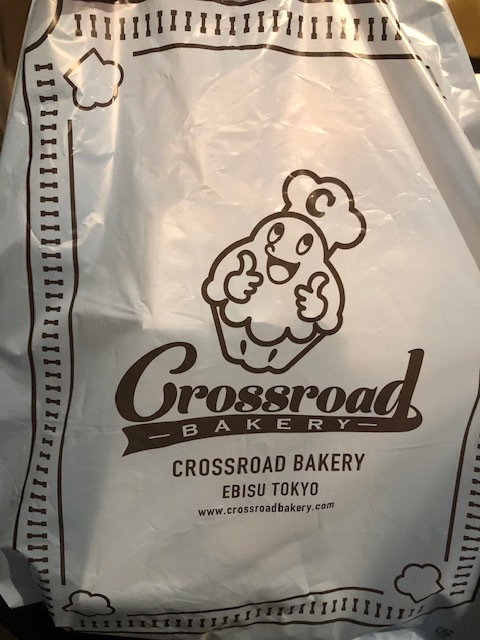 C
Crossroad
BAKERY
CROSSROAD BAKERY
EBISU TOKYO
www.crossroadbakery.com